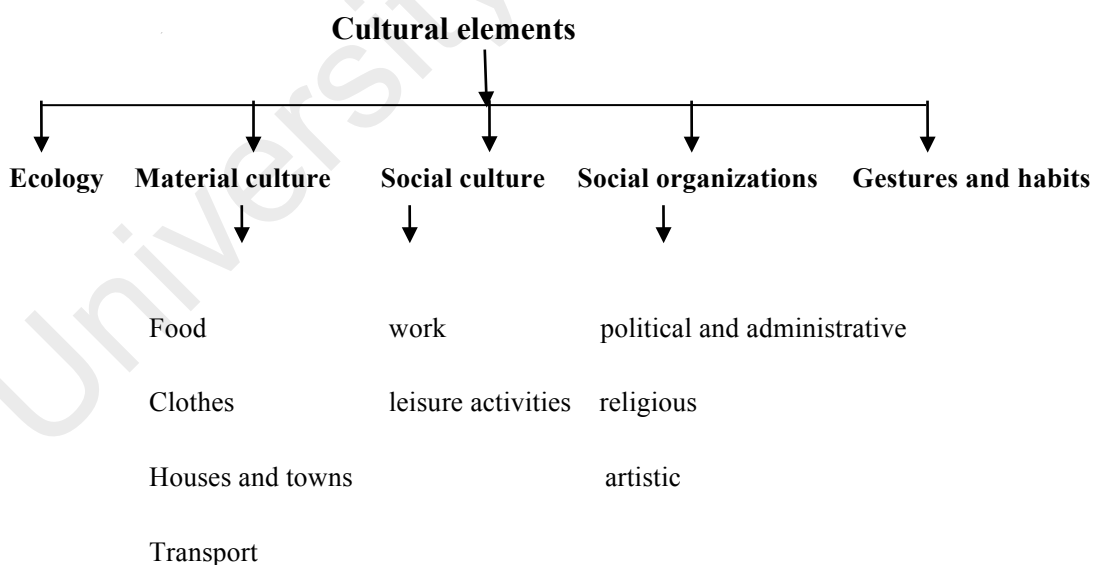 University
Cultural elements
Ecology Material culture Social culture Social organizations Gestures and habits
Food work political and administrative
Clothes leisure activities religious
Houses and towns artistic
Transport